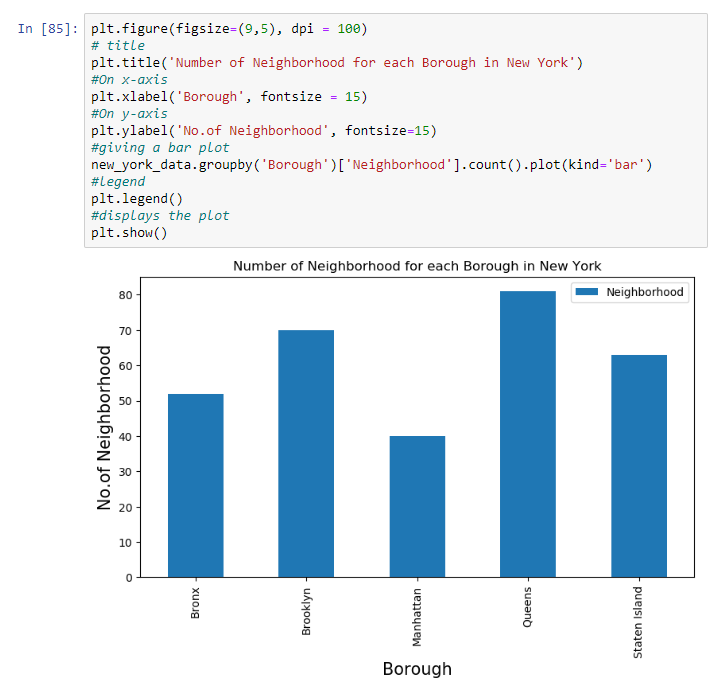 In [85]: plt.figure(figsize=(9,5), dpi = 100)
# title
plt.title('Number of Neighborhood for each Borough in New York')
#On x-axis
plt.xlabel('Borough', fontsize = 15)
#On y-axis
plt.ylabel('No.of Neighborhood', fontsize=15)
#giving a bar plot
new_york_data.groupby('Borough')['Neighborhood'].count().plot(kind='bar')
#legend
plt.legend()
#displays the plot
plt.show()
Number of Neighborhood for each Borough in New York
Neighborhood
No.of Neighborhood
80
70
60
50
40
30
20
10
0
Bronx
Brooklyn
Manhattan
Queens
Staten Island
Borough